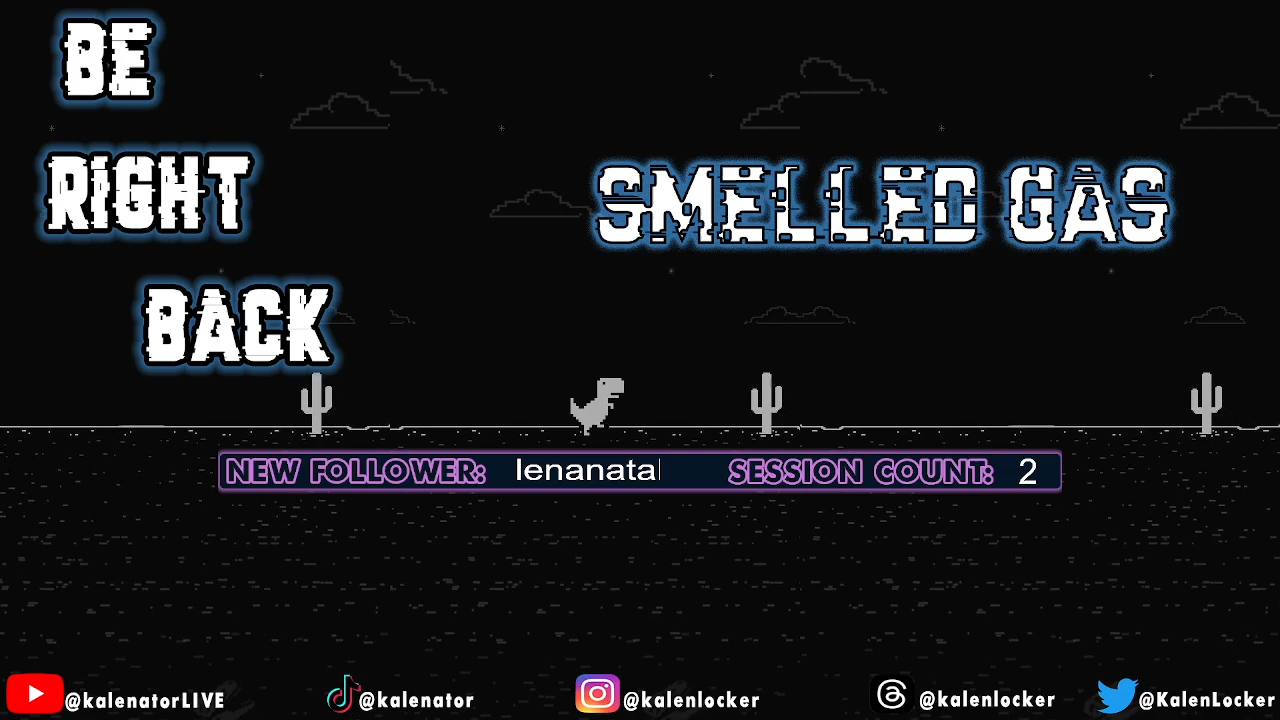 BE
RIGHT
BACK
SMELLED GAS
NEW FOLLOWER: lenanatal SESSION COUNT: 2
@kalenatorLIVE @kalenator @kalenlocker @kalenlocker @KalenLocker